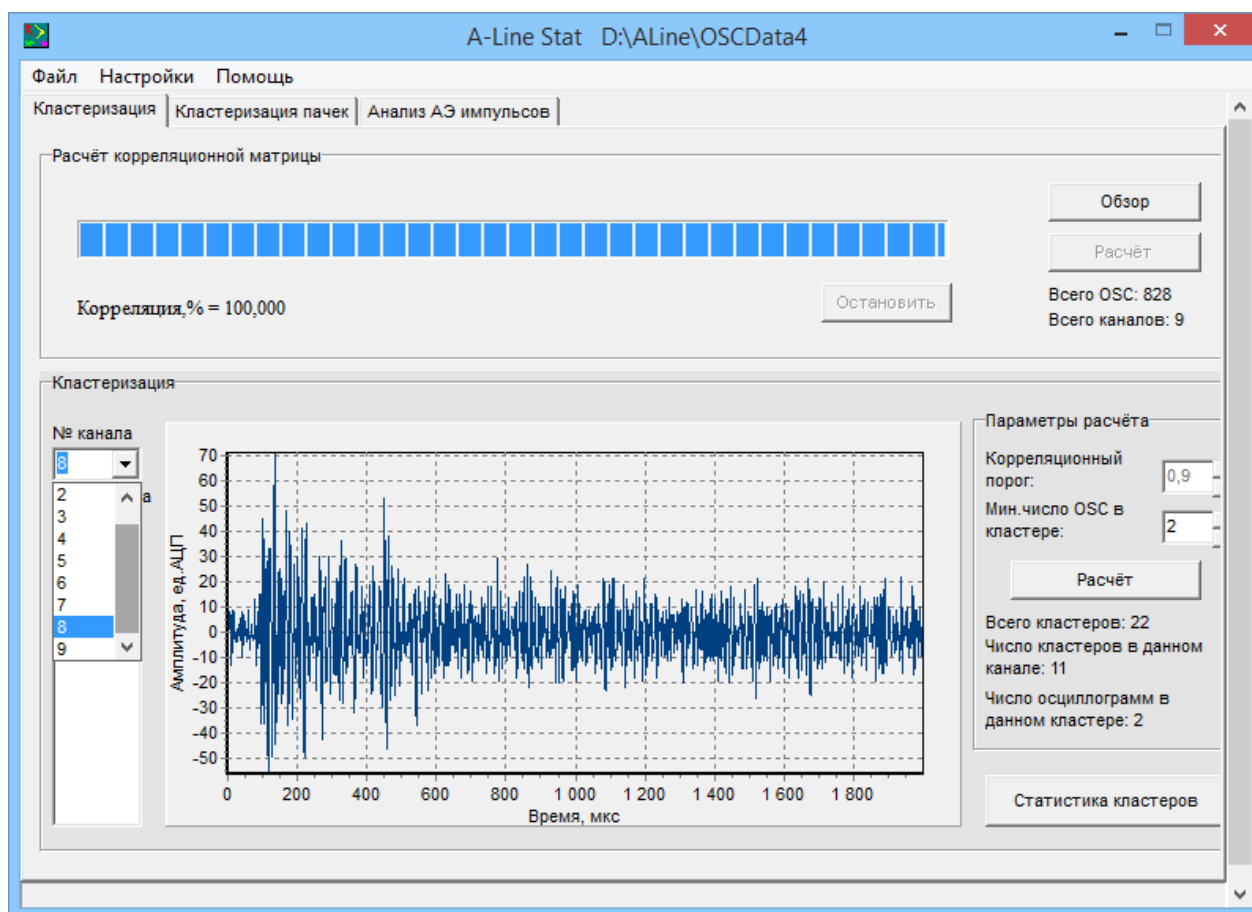 A-Line Stat D:\ALine\OSCData4
Файл Настройки Помощь
Кластеризация Кластеризация пачек Анализ АЭ импульсов
Расчёт корреляционной матрицы
Обзор
Расчёт
Корреляция,% = 100,000
Остановить
Всего OSC: 828
Всего каналов: 9
Кластеризация
№ канала
8
2
3
4
5
6
7
8
9
а
70
60
50
40
30
20
10
0
-10
-20
-30
-40
-50
Амплитуда, ед.АЦП
0 200 400 600 800 1 000 1 200 1 400 1 600 1 800
Время, мкс
Параметры расчёта
Корреляционный
порог:
0,9
Мин.число OSC в
кластере:
2
Расчёт
Всего кластеров: 22
Число кластеров в данном
канале: 11
Число осциллограмм в
данном кластере: 2
Статистика кластеров